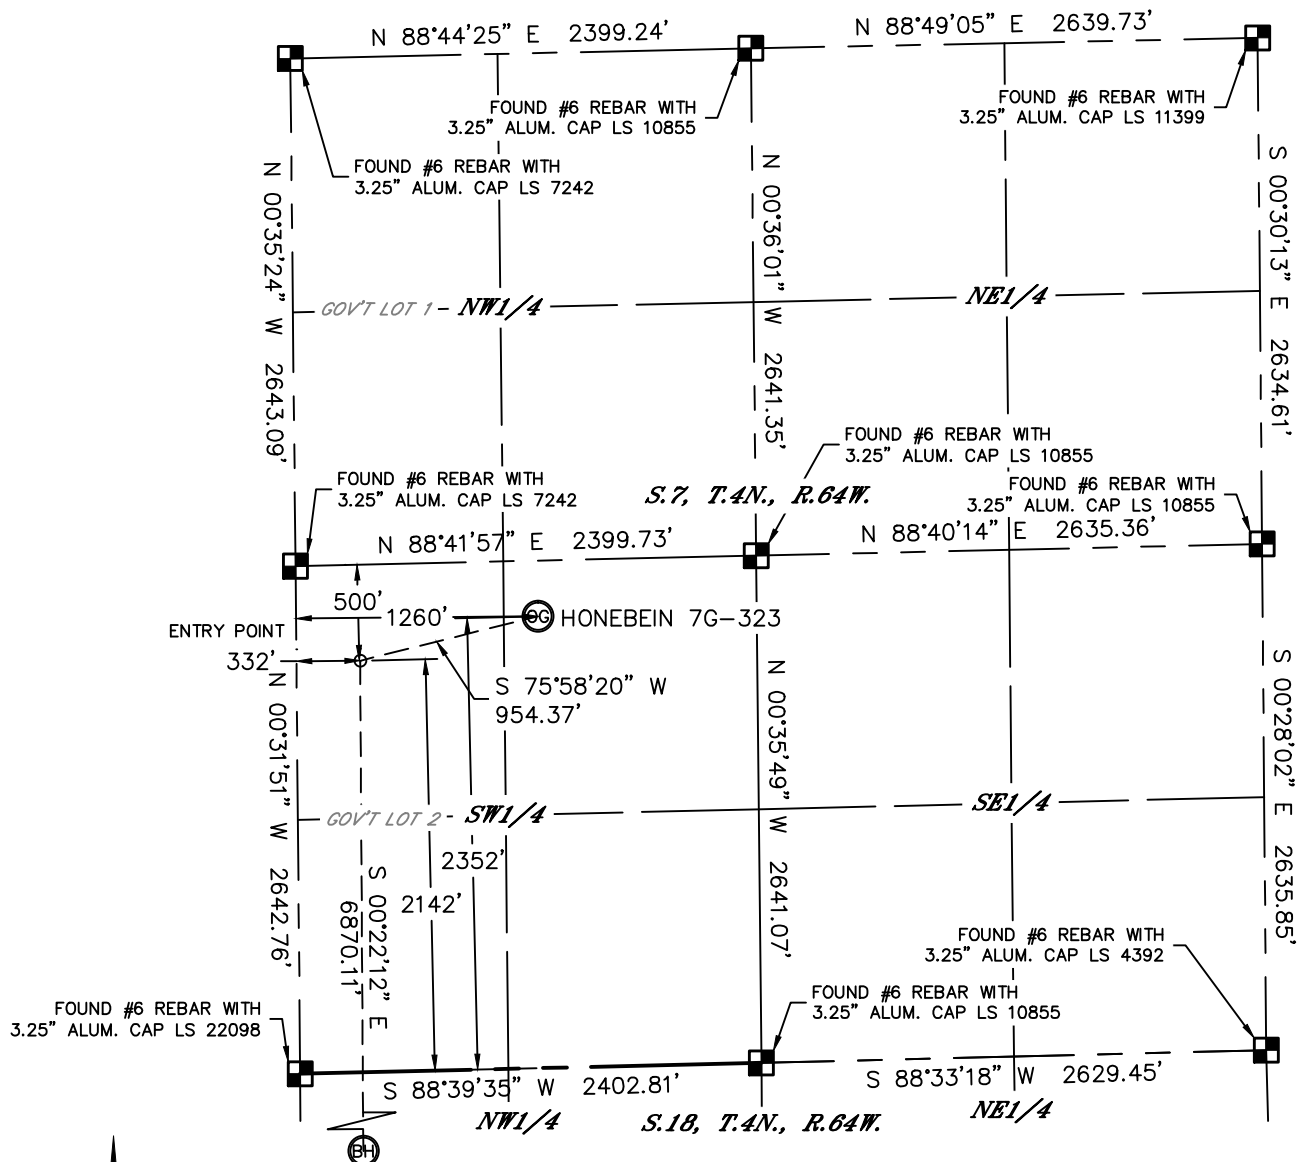 N 88°44'25" E 2399.24'
N 88°49'05" E 2639.73'
FOUND #6 REBAR WITH
3.25" ALUM. CAP LS 10855
FOUND #6 REBAR WITH
3.25" ALUM. CAP LS 11399
FOUND #6 REBAR WITH
3.25" ALUM. CAP LS 7242
N 00°35'24" W 2643.09'
N 00°36'01" W 2641.35'
S 00°30'13" E 2634.61'
GOV'T LOT 1 - NW1/4
NE1/4
FOUND #6 REBAR WITH
3.25" ALUM. CAP LS 10855
FOUND #6 REBAR WITH
3.25" ALUM. CAP LS 7242
S.7, T.4N., R.64W.
FOUND #6 REBAR WITH
3.25" ALUM. CAP LS 10855
N 88°41'57" E 2399.73'
N 88°40'14" E 2635.36'
500'
1260'
OG HONEBEIN 7G-323
ENTRY POINT
332'
S 75°58'20" W
954.37'
N 00°31'51" W 2642.76'
N 00°35'49" W 2641.07'
S 00°28'02" E 2635.85'
GOV'T LOT 2 - SW1/4
SE1/4
2352'
2142'
S 00°22'12" E
6870.11'
FOUND #6 REBAR WITH
3.25" ALUM. CAP LS 4392
FOUND #6 REBAR WITH
3.25" ALUM. CAP LS 22098
FOUND #6 REBAR WITH
3.25" ALUM. CAP LS 10855
S 88°39'35" W 2402.81'
S 88°33'18" W 2629.45'
NW1/4
S.18, T.4N., R.64W.
NE1/4
BH